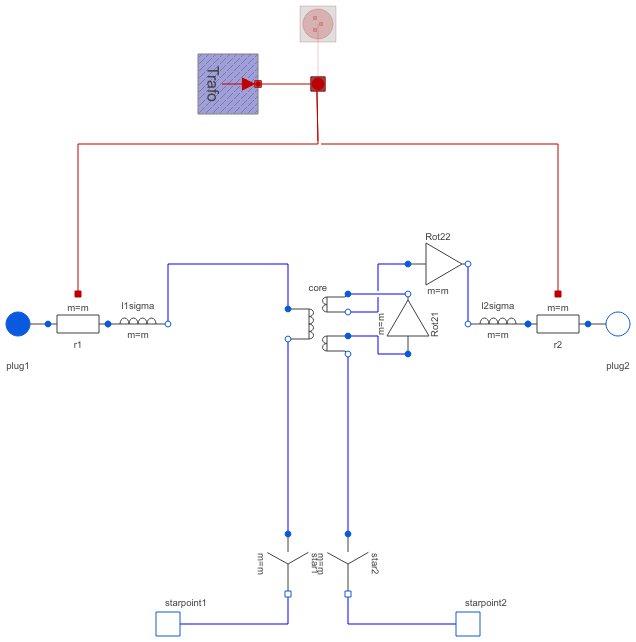 Trafo
Rot22
m=m
core
m=m
l1sigma
l2sigma
m=m
m=m
m=m
Rot21
m=m
r1
r2
plug1
plug2
m=m
star1
m=m
star2
starpoint1
starpoint2